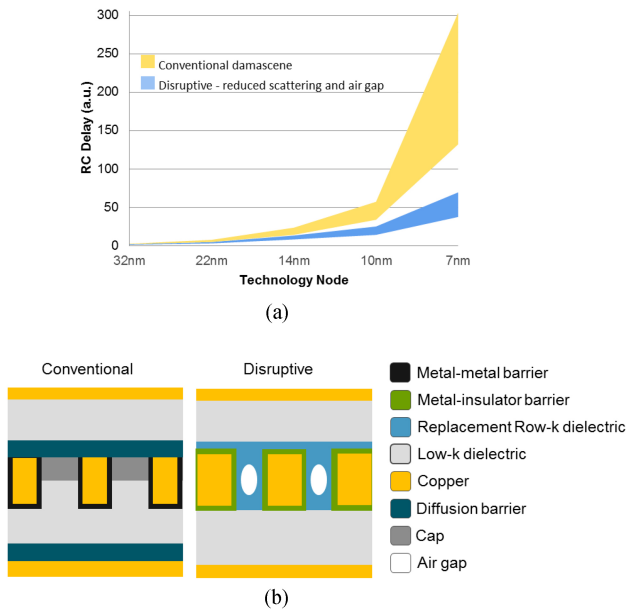 300
250
200
150
100
50
0
RC Delay (a.u.)
Conventional damascene
Disruptive - reduced scattering and air gap
32nm 22nm 14nm 10nm 7nm
Technology Node
(a)
Conventional Disruptive
Metal-metal barrier
Metal-insulator barrier
Replacement Row-k dielectric
Low-k dielectric
Copper
Diffusion barrier
Cap
Air gap
(b)